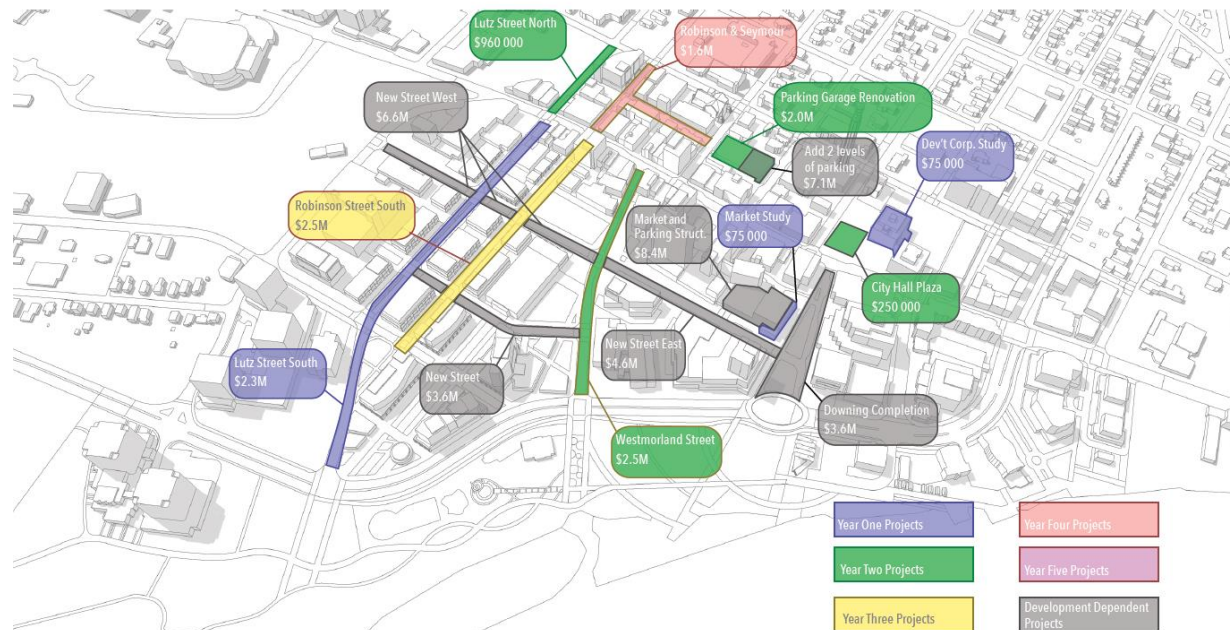 Lutz Street North
$960 000
Robinson & Seymour
$1.6M
New Street West
$6.6M
Parking Garage Renovation
$2.0M
Dev't Corp. Study
$75 000
Add 2 levels
of parking
$7.1M
Robinson Street South
$2.5M
Market and
Parking Struct.
$8.4M
Market Study
$75 000
City Hall Plaza
$250 000
Lutz Street South
$2.3M
New Street
$3.6M
New Street East
$4.6M
Downing Completion
$3.6M
Westmorland Street
$2.5M
Year One Projects
Year Four Projects
Year Two Projects
Year Five Projects
Year Three Projects
Development Dependent
Projects